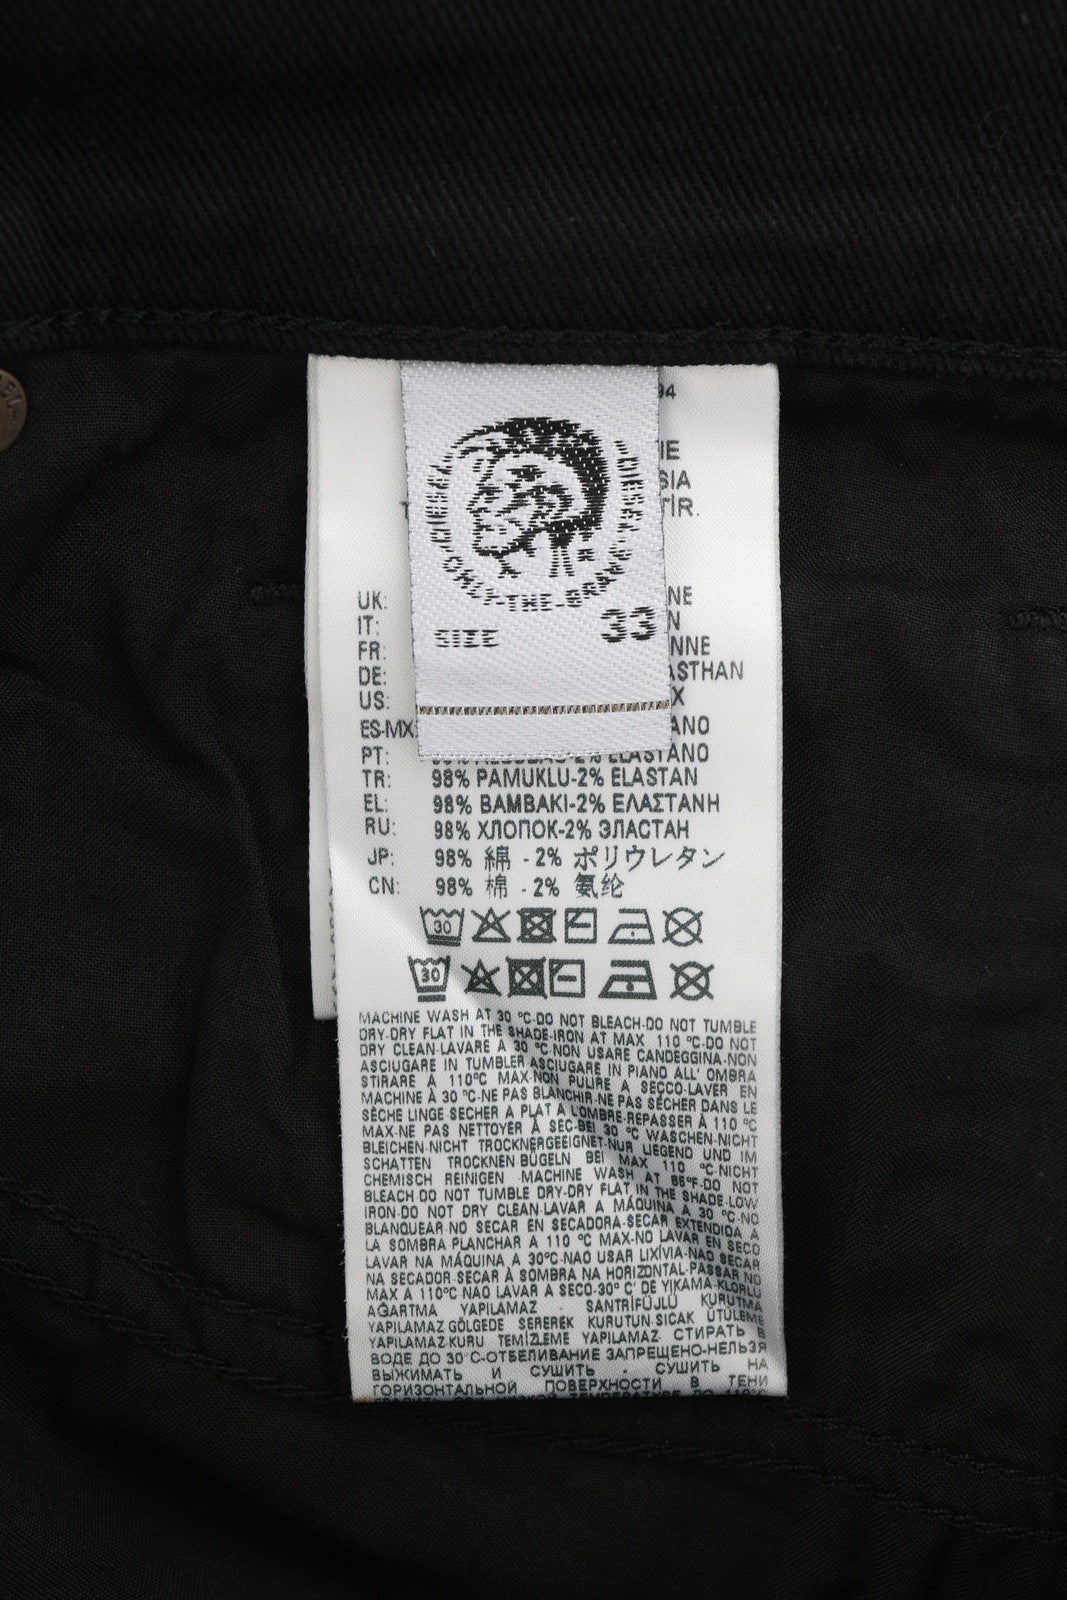 DIESEL
ONLY-THE-BRAVE
SIZE 33
94
UK:
IT:
FR:
DE:
US:
ES-MX:
PT: ELASTANO
TR: 98% PAMUKLU-2% ELASTAN
EL: 98% ΒΑΜΒΑΚΙ-2% ΕΛΑΣΤΑΝΗ
RU: 98% ХЛОПОК-2% ЭЛАСТАН
JP: 98% 綿 - 2% ポリウレタン
CN: 98% 棉 - 2% 氨纶
30
30
MACHINE WASH AT 30 °C-DO NOT BLEACH-DO NOT TUMBLE
DRY-DRY FLAT IN THE SHADE-IRON AT MAX 110 °C-DO NOT
DRY CLEAN-LAVARE A 30 °C-NON USARE CANDEGGINA-NON
ASCIUGARE IN TUMBLER ASCIUGARE IN PIANO ALL' OMBRA
STIRARE A 110°C MAX-NON PULIRE A SECCO-LAVER EN
MACHINE À 30 °C-NE PAS BLANCHIR-NE PAS SÉCHER DANS LE
SÈCHE LINGE SECHER A PLAT A L'OMBRE-REPASSER À 110 °C
MAX-NE PAS NETTOYER À SEC-BEI 30 °C WASCHEN-NICHT
BLEICHEN-NICHT TROCKNERGEEIGNET-NUR LIEGEND UND IM
SCHATTEN TROCKNEN BÜGELN BEI MAX 110 °C-NICHT
CHEMISCH REINIGEN MACHINE WASH AT 85°F-DO NOT
BLEACH-DO NOT TUMBLE DRY-DRY FLAT IN THE SHADE-LOW
IRON-DO NOT DRY CLEAN-LAVAR A MÁQUINA A 30 °C-NO
BLANQUEAR-NO SECAR EN SECADORA-SECAR EXTENDIDA A
LA SOMBRA PLANCHAR A 110 °C MAX-NO LAVAR EN SECO
LAVAR NA MÁQUINA A 30°C-NAO USAR LIXÍVIA-NAO SECAR
NA SECADOR-SECAR À SOMBRA NA HORIZONTAL-PASSAR NO
MAX A 110°C NAO LAVAR A SECO-30° C' DE YIKAMA KLORLU
AĞARTMA YAPILAMAZ - SANTRİFÜJLÜ KURUTMA
YAPILAMAZ-GÖLGEDE SEREREK KURUTUN-SICAK ÜTÜLEME
YAPILAMAZ-KURU TEMİZLEME YAPILAMAZ СТИРАТЬ В
ВОДЕ ДО 30°С-ОТБЕЛИВАНИЕ ЗАПРЕЩЕНО-НЕЛЬЗЯ
ВЫЖИМАТЬ И СУШИТЬ - СУШИТЬ НА
ГОРИЗОНТАЛЬНОЙ ПОВЕРХНОСТИ В ТЕНИ